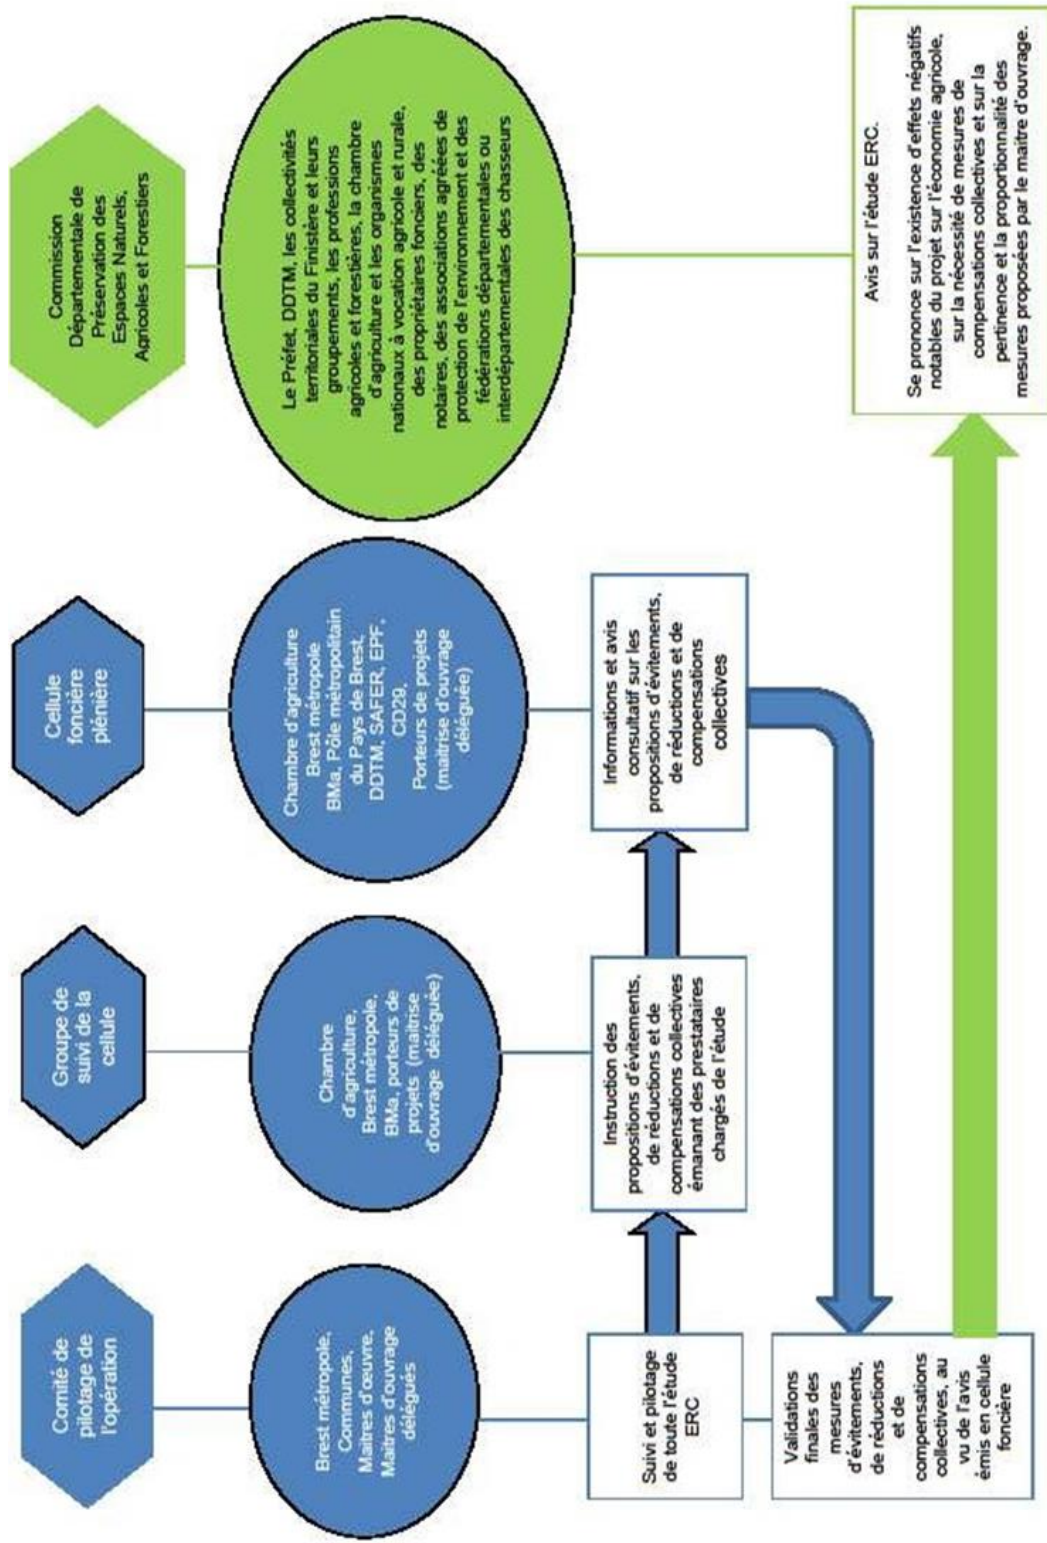 Comité de
pilotage de
l'opération
Brest métropole,
Communes,
Maitres d'œuvre,
Maitres d'ouvrage
délégués
Suivi et pilotage
de toute l'étude
ERC
Validations
finales des
mesures
d'évitements,
de réductions
et de
compensations
collectives, au
vu de l'avis
émis en cellule
foncière
Groupe de
suivi de la
cellule
Chambre
d'agriculture,
Brest métropole,
BMa, porteurs de
projets (maitrise
d'ouvrage déléguée)
Instruction des
propositions d'évitements,
de réductions et de
compensations collectives
émanant des prestataires
chargés de l'étude
Cellule
foncière
plénière
Chambre d'agriculture
Brest métropole
BMa, Pôle métropolitain
du Pays de Brest,
DDTM, SAFER, EPF,
CD29,
Porteurs de projets
(maitrise d'ouvrage
déléguée)
Informations et avis
consultatif sur les
propositions d'évitements,
de réductions et de
compensations
collectives
Commission
Départementale de
Préservation des
Espaces Naturels,
Agricoles et Forestiers
Le Préfet, DDTM, les collectivités
territoriales du Finistère et leurs
groupements, les professions
agricoles et forestières, la chambre
d'agriculture et les organismes
nationaux à vocation agricole et rurale,
des propriétaires fonciers, des
notaires, des associations agréées de
protection de l'environnement et des
fédérations départementales ou
interdépartementales des chasseurs
Avis sur l'étude ERC.
Se prononce sur l'existence d'effets négatifs
notables du projet sur l'économie agricole,
sur la nécessité de mesures de
compensations collectives et sur la
pertinence et la proportionalité des
mesures proposées par le maitre d'ouvrage.